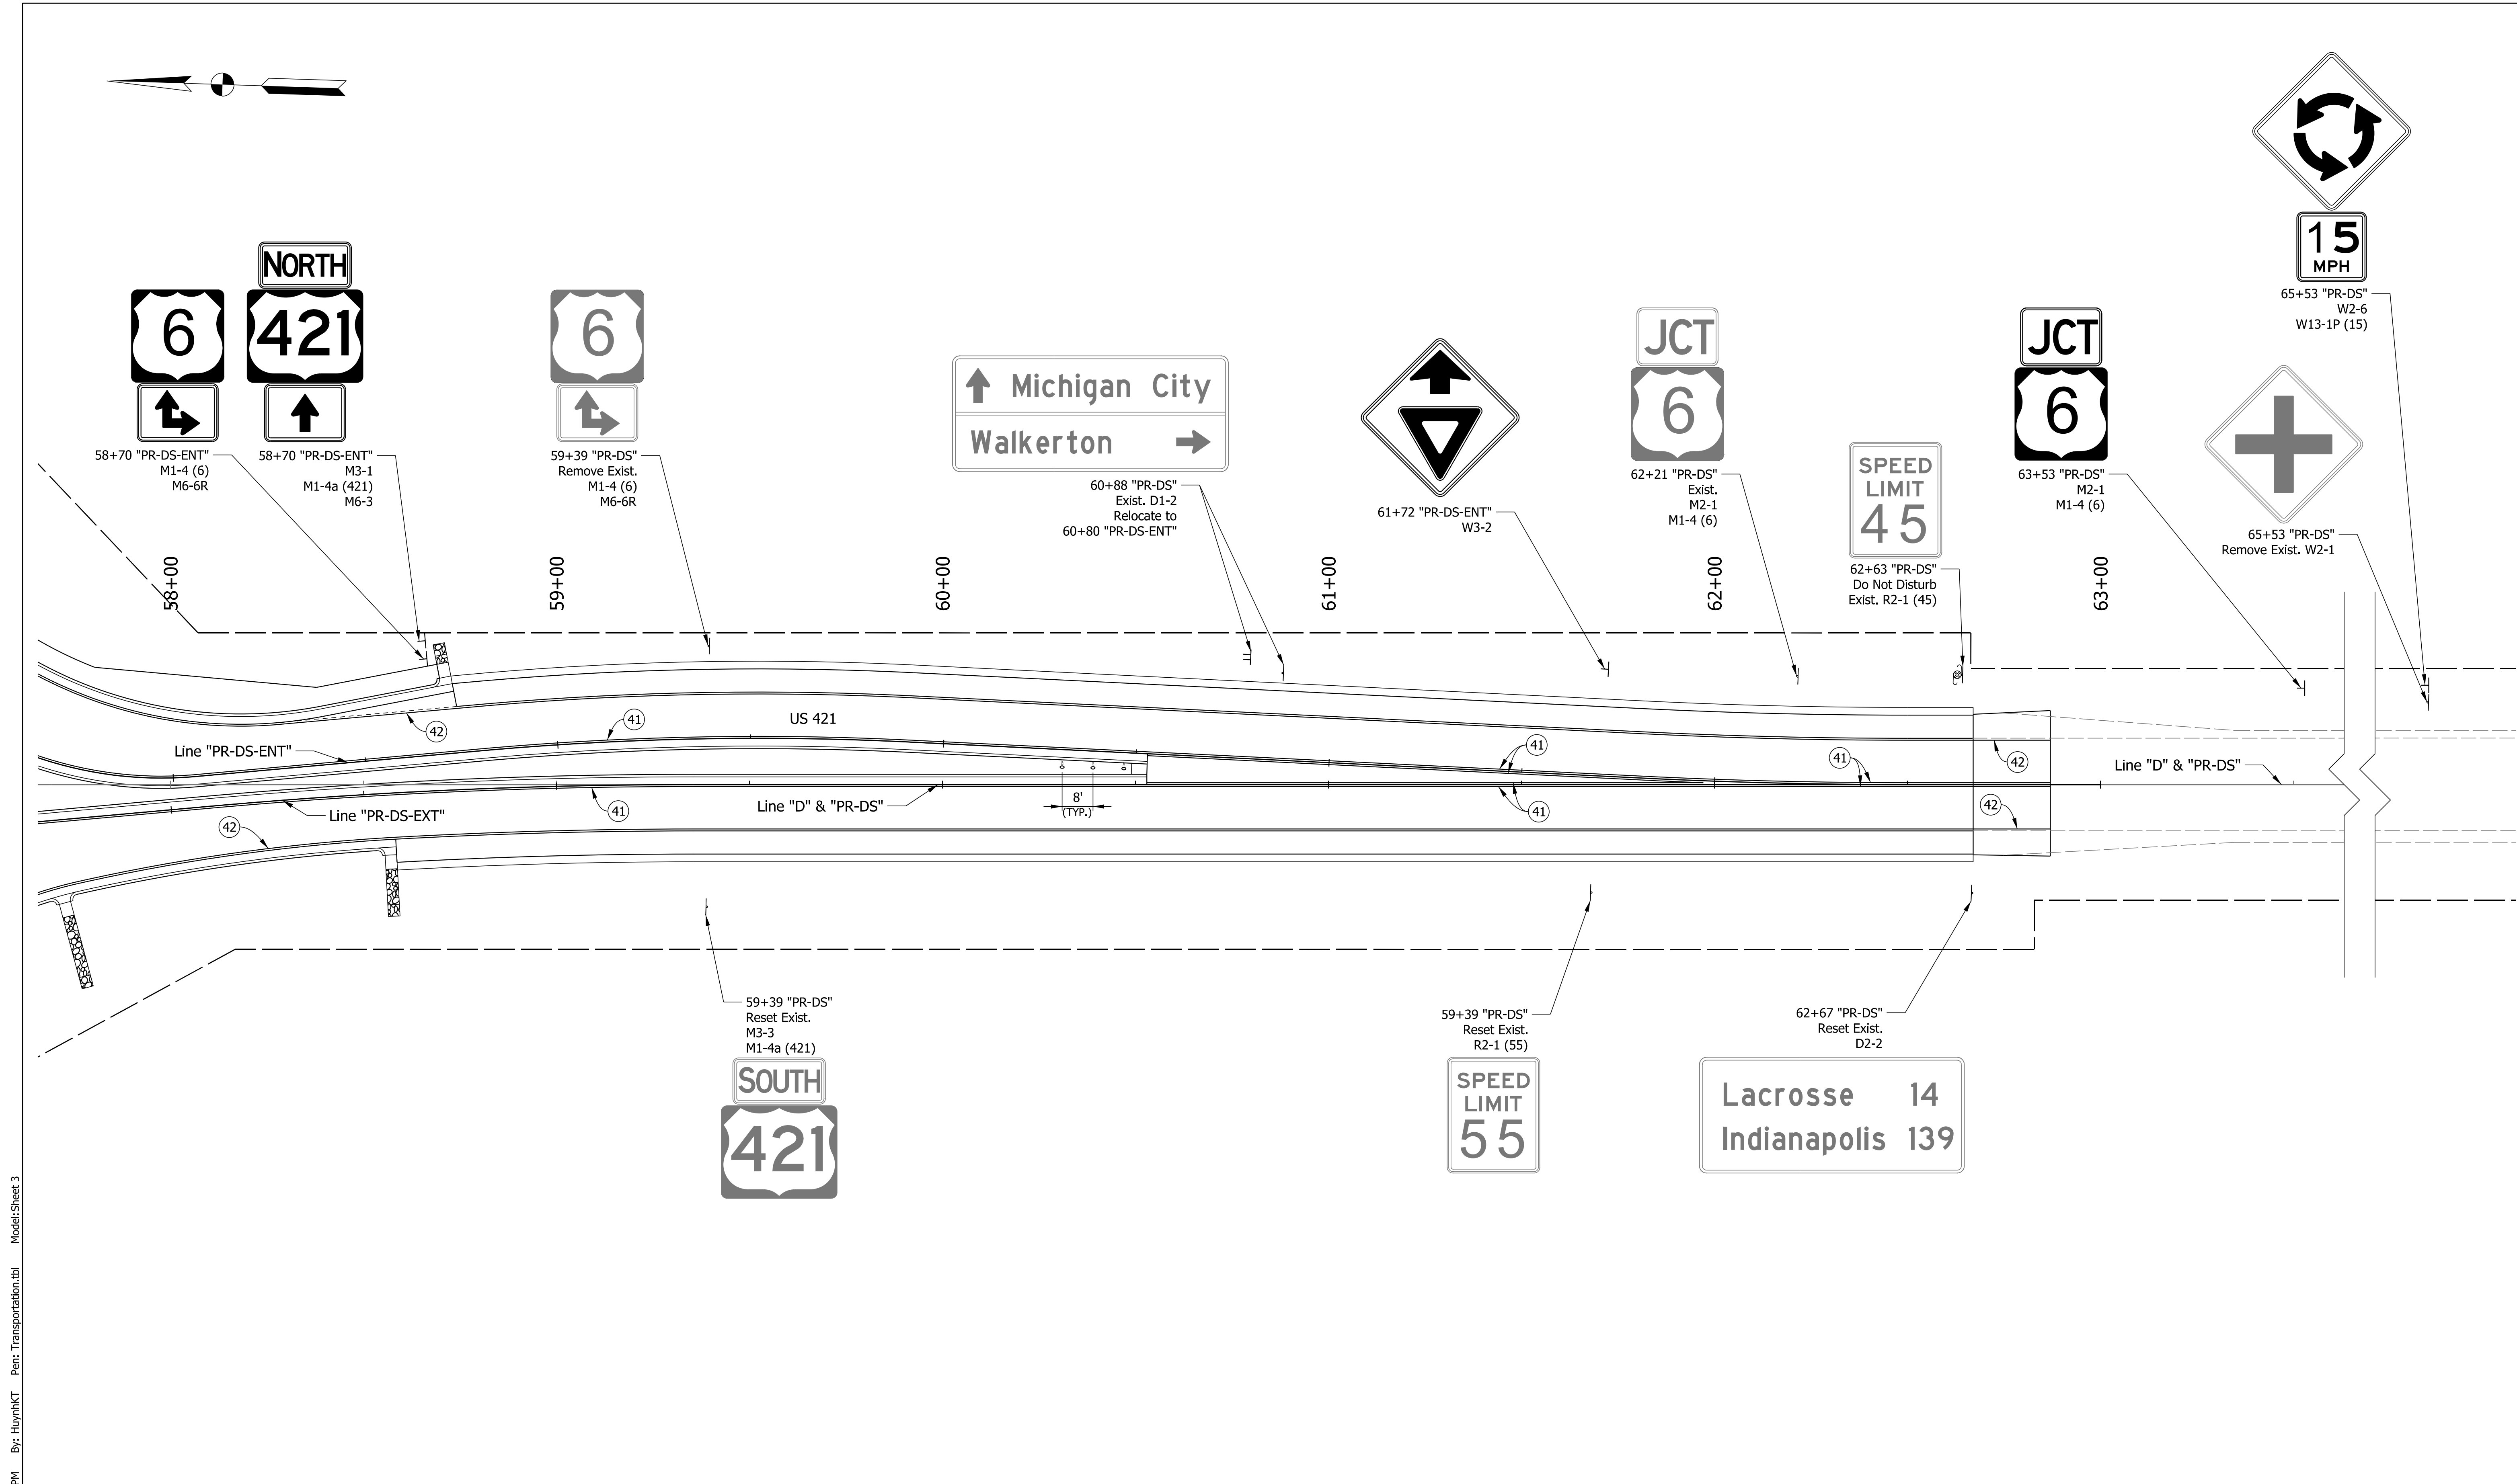 15
MPH
65+53 "PR-DS"
W2-6
W13-1P (15)
6
58+70 "PR-DS-ENT"
M1-4 (6)
M6-6R
NORTH
421
58+70 "PR-DS-ENT"
M3-1
M1-4a (421)
M6-3
6
59+39 "PR-DS"
Remove Exist.
M1-4 (6)
M6-6R
Michigan City
Walkerton
60+88 "PR-DS"
Exist. D1-2
Relocate to
60+80 "PR-DS-ENT"
61+72 "PR-DS-ENT"
W3-2
JCT
6
62+21 "PR-DS"
Exist.
M2-1
M1-4 (6)
SPEED
LIMIT
45
62+63 "PR-DS"
Do Not Disturb
Exist. R2-1 (45)
JCT
6
63+53 "PR-DS"
M2-1
M1-4 (6)
65+53 "PR-DS"
Remove Exist. W2-1
58+00
59+00
60+00
61+00
62+00
63+00
42
41
US 421
Line "PR-DS-ENT"
41
41
42
Line "D" & "PR-DS"
Line "PR-DS-EXT"
42
41
Line "D" & "PR-DS"
8'
(TYP.)
41
42
59+39 "PR-DS"
Reset Exist.
M3-3
M1-4a (421)
SOUTH
421
59+39 "PR-DS"
Reset Exist.
R2-1 (55)
SPEED
LIMIT
55
62+67 "PR-DS"
Reset Exist.
D2-2
Lacrosse 14
Indianapolis 139
PM By: HuynhKT Pen: Transportation.tbl Model:Sheet 3